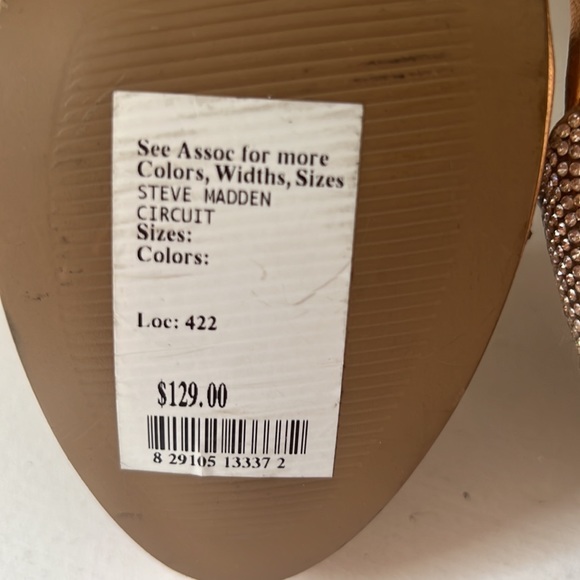 See Assoc for more
Colors, Widths, Sizes
STEVE MADDEN
CIRCUIT
Sizes:
Colors:
Loc: 422
$129.00
8 29105 13337 2